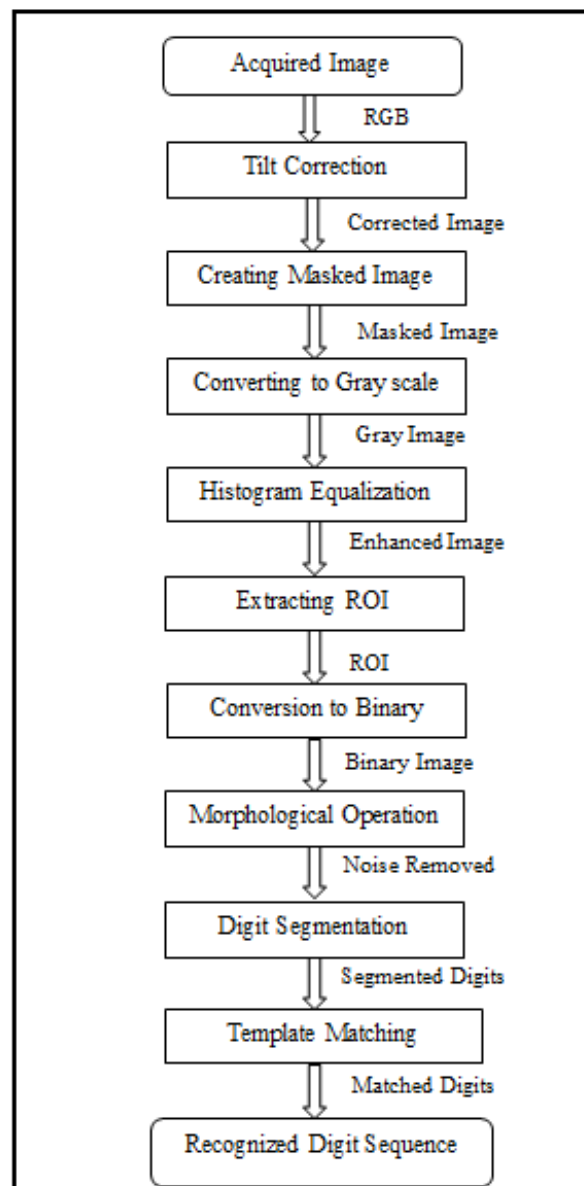 Acquired Image
RGB
Tilt Correction
Corrected Image
Creating Masked Image
Masked Image
Converting to Gray scale
Gray Image
Histogram Equalization
Enhanced Image
Extracting ROI
ROI
Conversion to Binary
Binary Image
Morphological Operation
Noise Removed
Digit Segmentation
Segmented Digits
Template Matching
Matched Digits
Recognized Digit Sequence